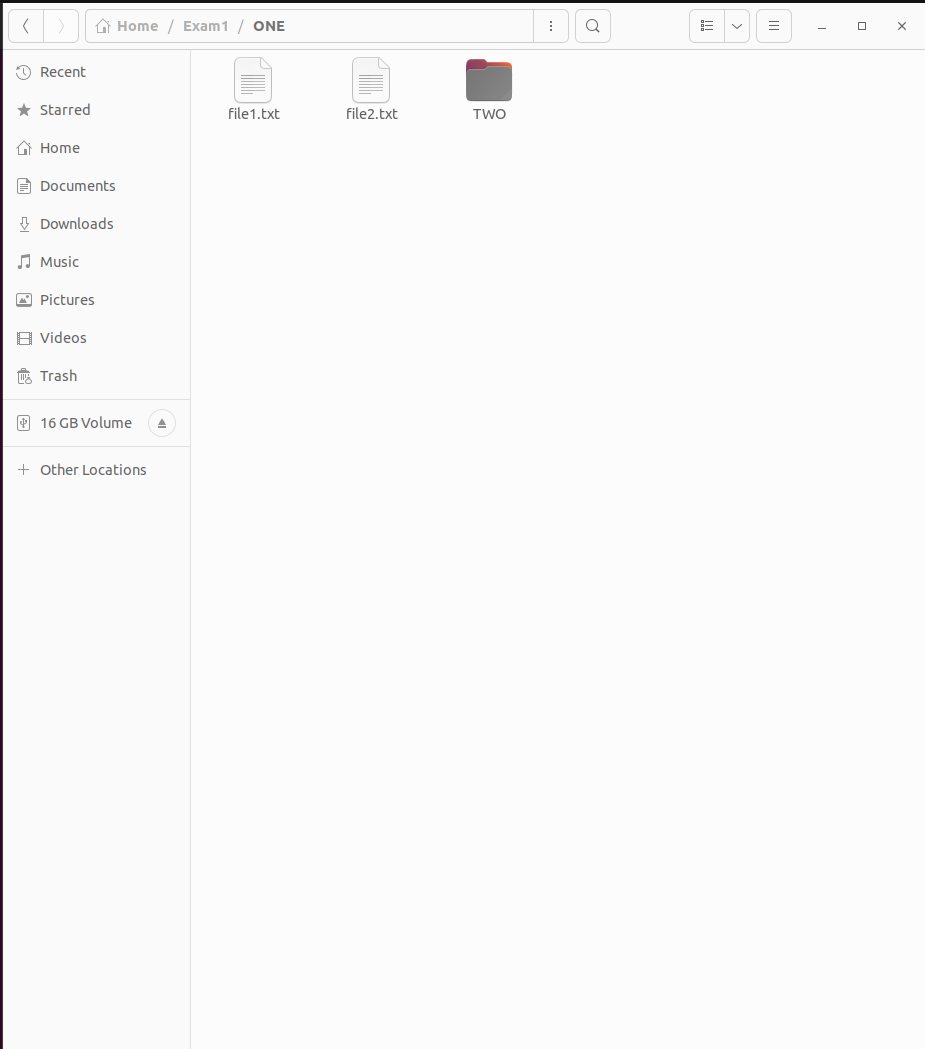 Home / Exam1 / ONE
Recent
Starred
Home
Documents
Downloads
Music
Pictures
Videos
Trash
16 GB Volume
Other Locations
file1.txt
file2.txt
TWO